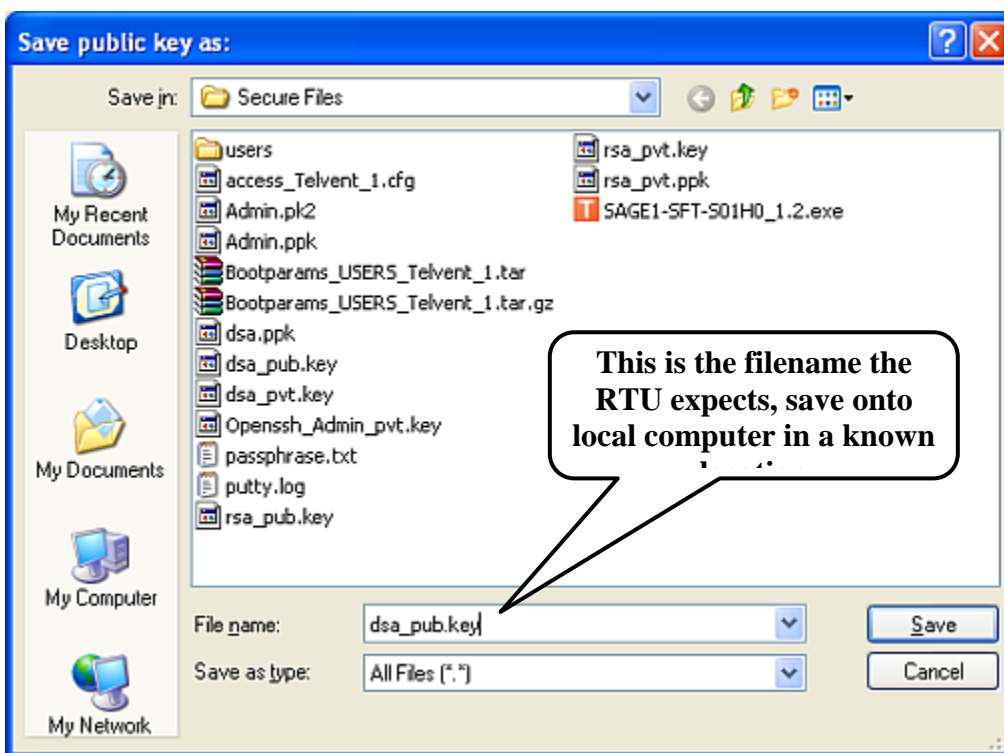 Save public key as:
Save in:
Secure Files
My Recent
Documents
Desktop
My Documents
My Computer
My Network
users
access_Telvent_1.cfg
Admin.pk2
Admin.ppk
Bootparams_USERS_Telvent_1.tar
Bootparams_USERS_Telvent_1.tar.gz
dsa.ppk
dsa_pub.key
dsa_pvt.key
Openssh_Admin_pvt.key
passphrase.txt
putty.log
rsa_pub.key
rsa_pvt.key
rsa_pvt.ppk
SAGE1-SFT-S01H0_1.2.exe
This is the filename the
RTU expects, save onto
local computer in a known
File name:
dsa_pub.key
Save
Save as type:
All Files (*.*)
Cancel